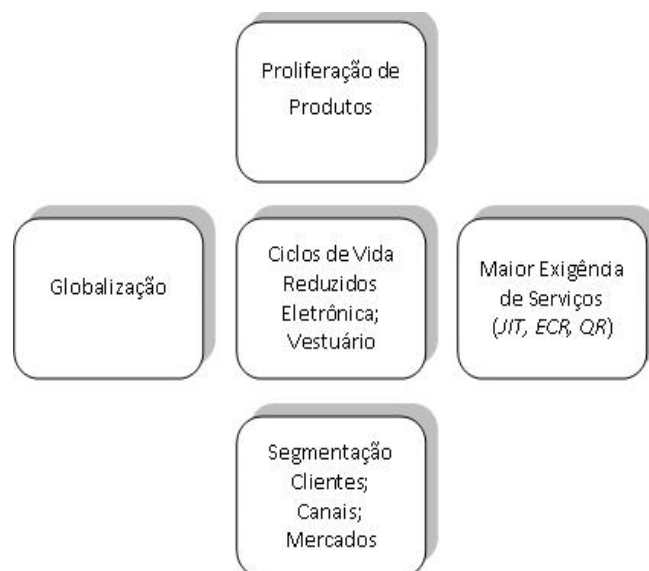 Proliferação de
Produtos
Globalização
Ciclos de Vida
Reduzidos
Eletrônica;
Vestuário
Maior Exigência
de Serviços
(JIT, ECR, QR)
Segmentação
Clientes;
Canais;
Mercados